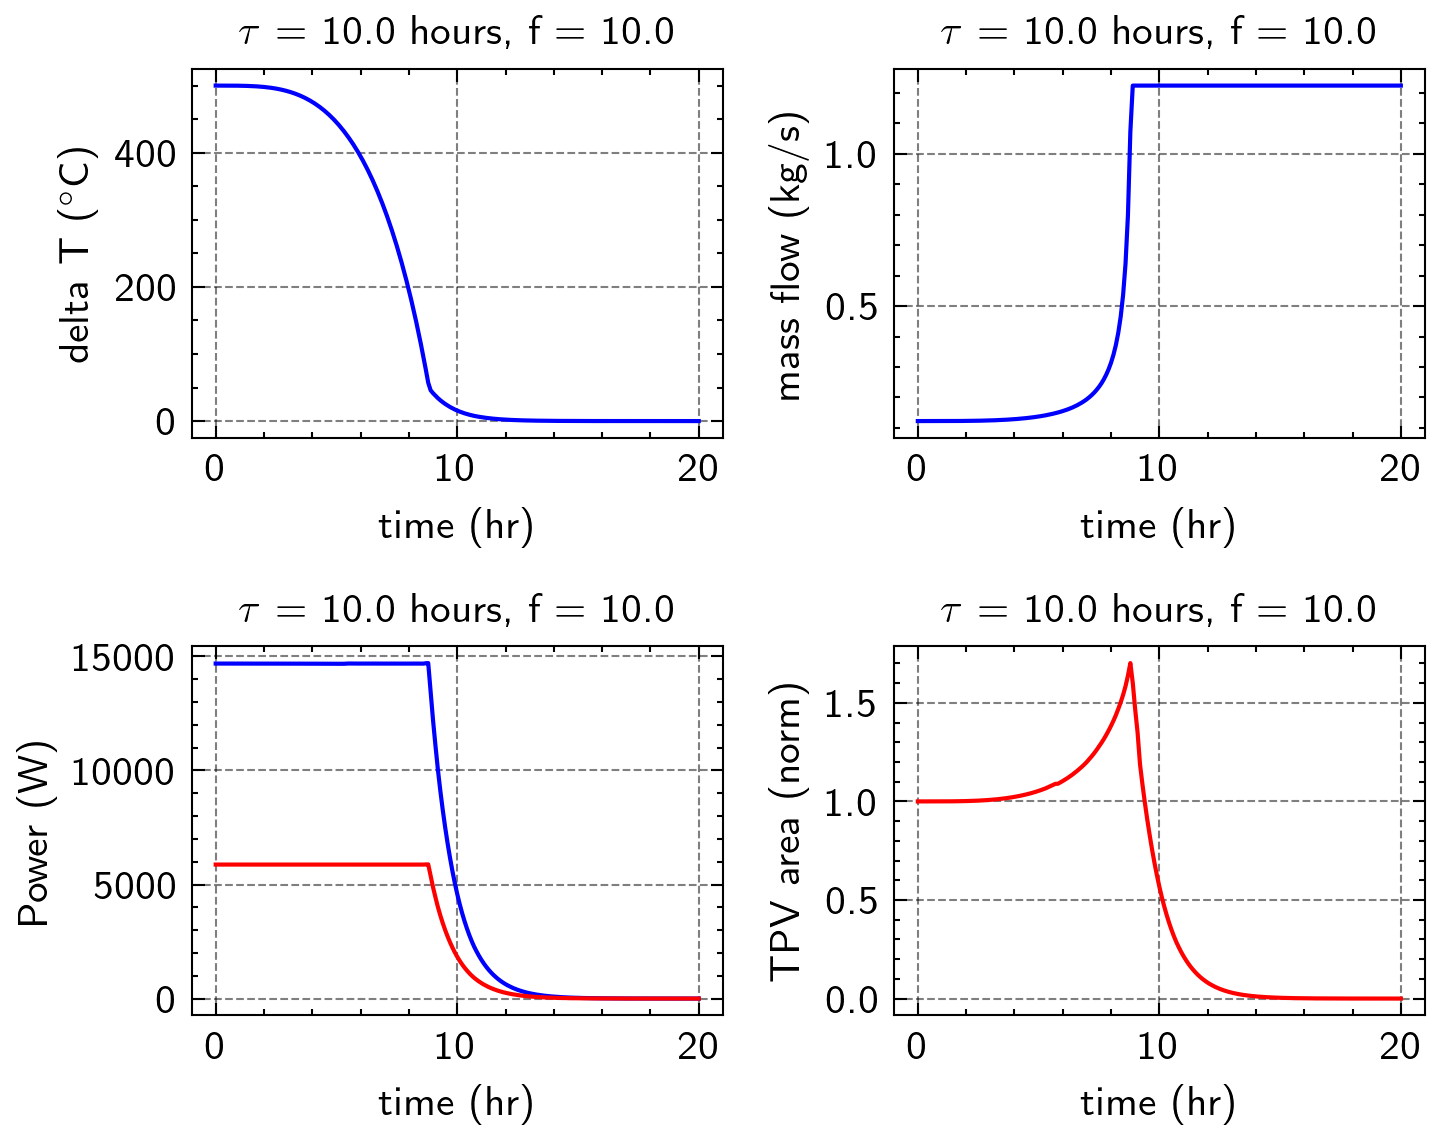 τ = 10.0 hours, f = 10.0
delta T (°C)
400
200
0
0 10 20
time (hr)
τ = 10.0 hours, f = 10.0
mass flow (kg/s)
1.0
0.5
0 10 20
time (hr)
τ = 10.0 hours, f = 10.0
Power (W)
15000
10000
5000
0
0 10 20
time (hr)
τ = 10.0 hours, f = 10.0
TPV area (norm)
1.5
1.0
0.5
0.0
0 10 20
time (hr)